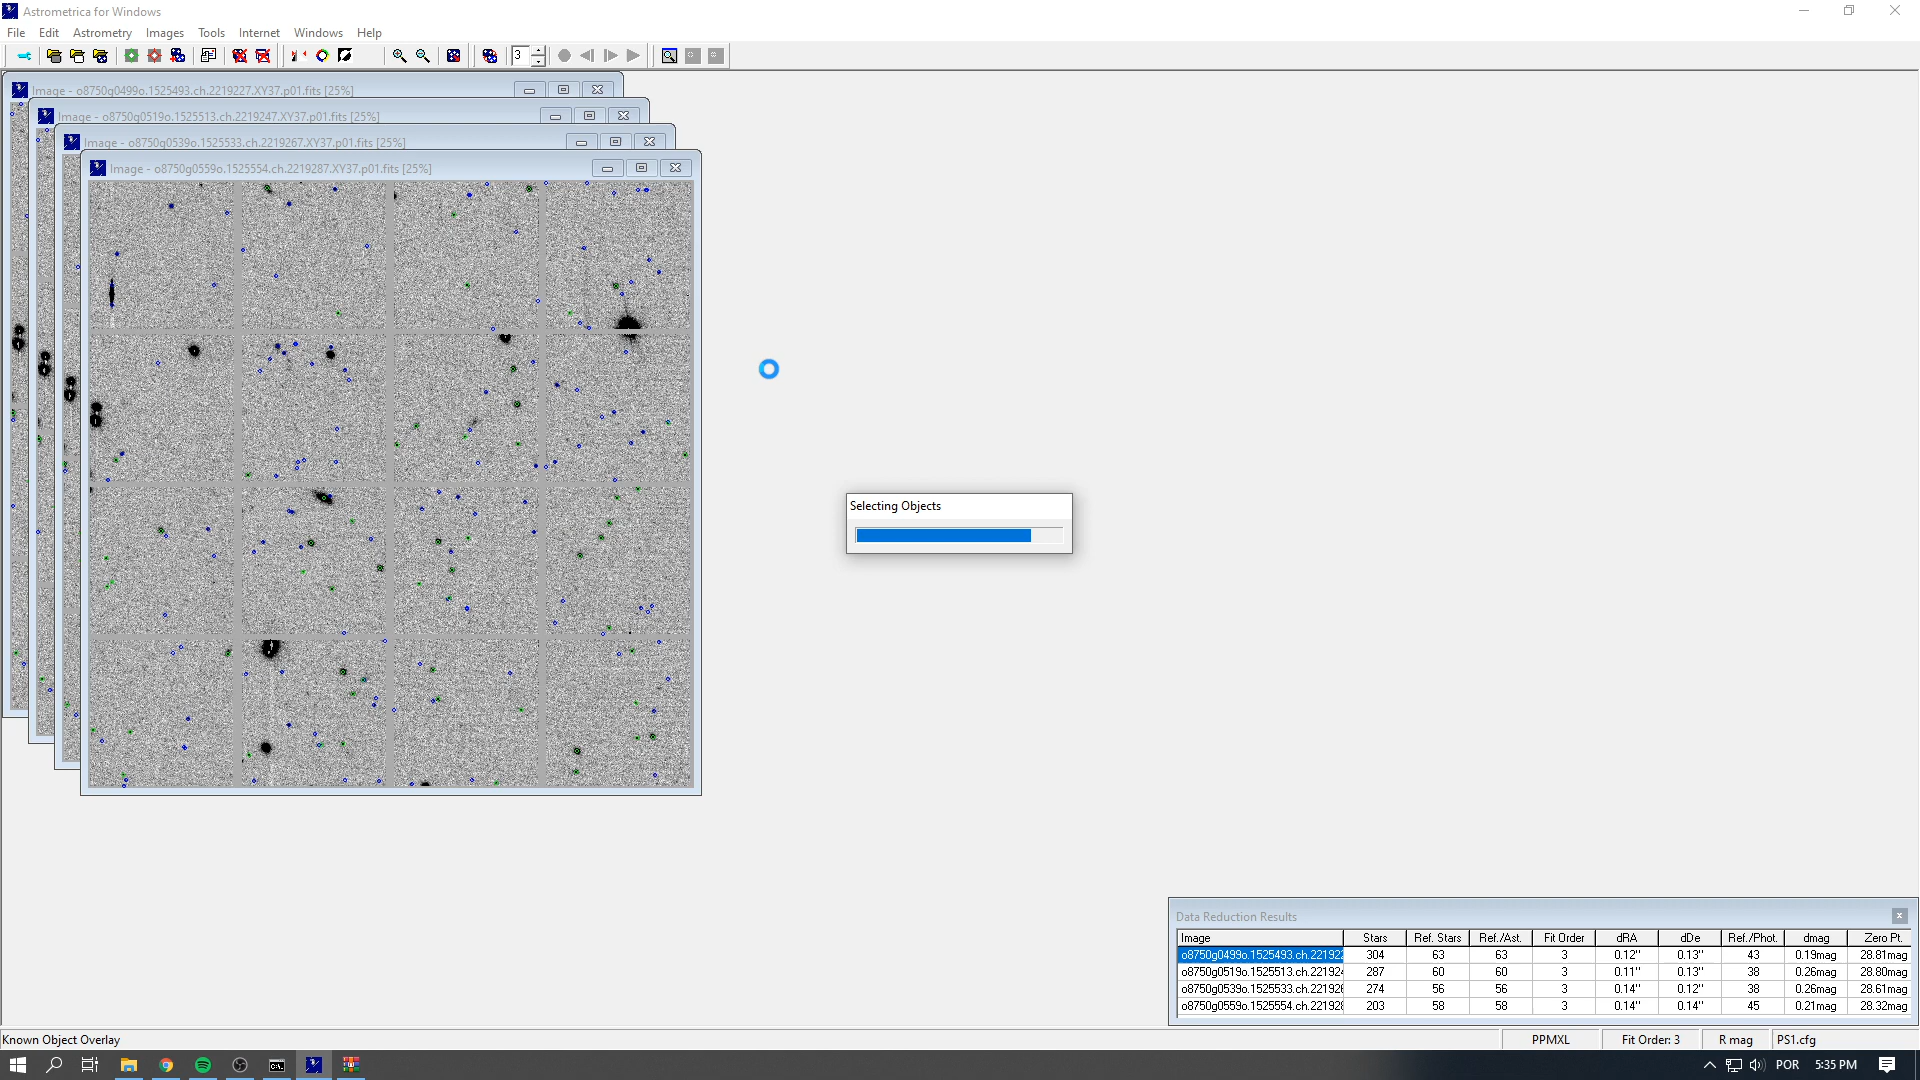 Astrometrica for Windows
File Edit Astrometry Images Tools Internet Windows Help
3
Image - o8750g0499o.1525493.ch.2219227.XY37.p01.fits [25%]
Image - o8750g0519o.1525513.ch.2219247.XY37.p01.fits [25%]
Image - o8750g0539o.1525533.ch.2219267.XY37.p01.fits [25%]
Image - o8750g0559o.1525554.ch.2219287.XY37.p01.fits [25%]
Selecting Objects
Data Reduction Results
Image Stars Ref. Stars Ref./Ast. Fit Order dRA dDe Ref./Phot. dmag Zero Pt.
o8750g0499o.1525493.ch.22192 304 63 63 3 0.12" 0.13" 43 0.19mag 28.81mag
o8750g0519o.1525513.ch.22192 287 60 60 3 0.11" 0.13" 38 0.26mag 28.80mag
o8750g0539o.1525533.ch.22192 274 56 56 3 0.14" 0.12" 38 0.26mag 28.61mag
o8750g0559o.1525554.ch.22192 203 58 58 3 0.14" 0.14" 45 0.21mag 28.32mag
Known Object Overlay PPMXL Fit Order: 3 R mag PS1.cfg
POR 5:35 PM